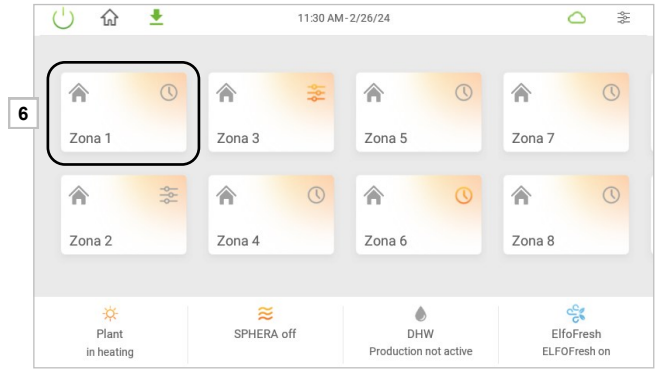 11:30 AM - 2/26/24
6
Zona 1
Zona 3
Zona 5
Zona 7
Zona 2
Zona 4
Zona 6
Zona 8
Plant
in heating
SPHERA off
DHW
Production not active
ElfoFresh
ELFOFresh on